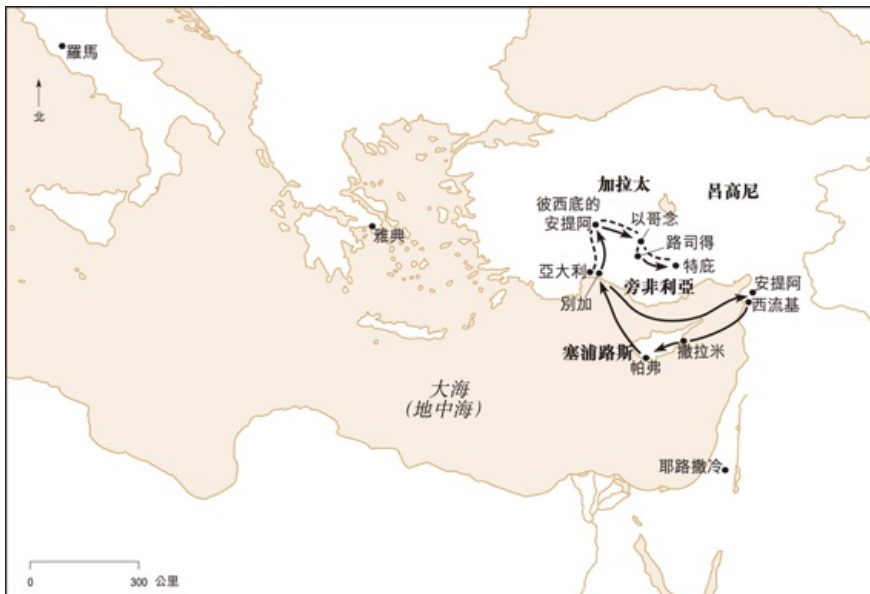 羅馬
北
加拉太
呂高尼
彼西底的
安提阿
以哥念
雅典
路司得
特庇
亞大利
旁非利亞
安提阿
別加
西流基
塞浦路斯
撒拉米
帕弗
大海
(地中海)
耶路撒冷
0
300 公里